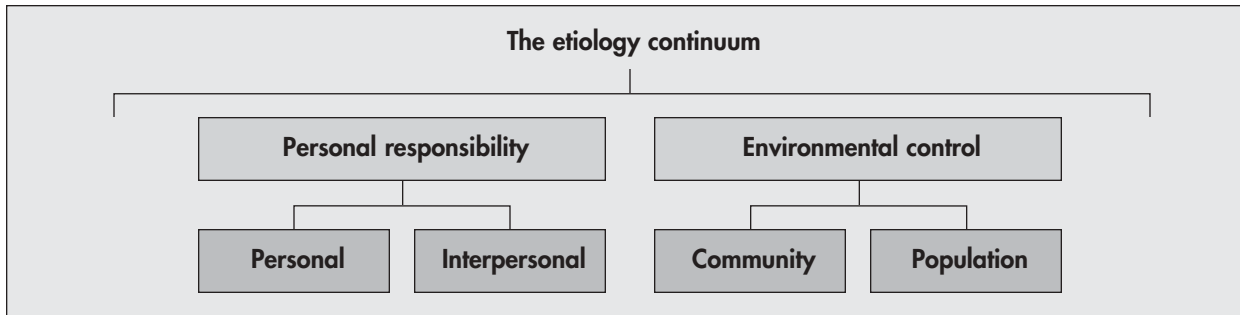 The etiology continuum
Personal responsibility
Environmental control
Personal
Interpersonal
Community
Population